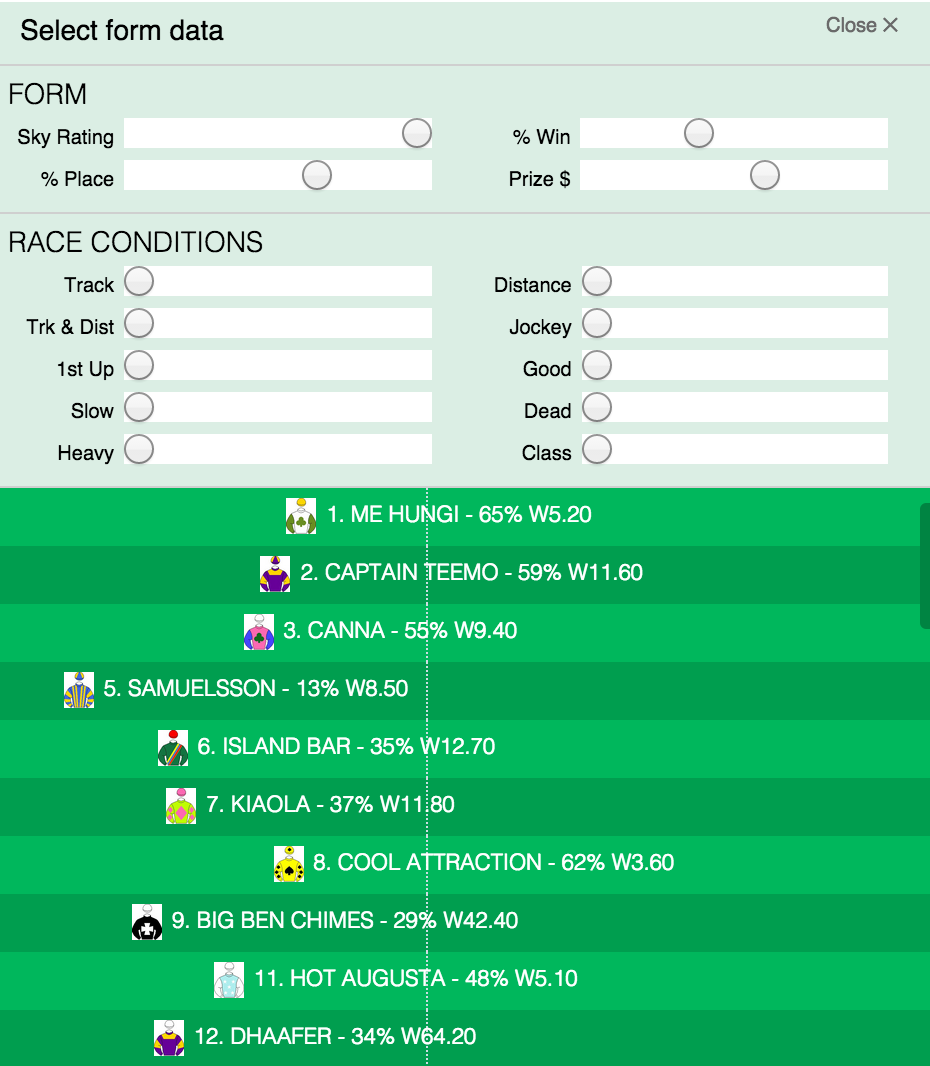 Select form data
Close ✕
FORM
Sky Rating
% Win
% Place
Prize $
RACE CONDITIONS
Track
Distance
Trk & Dist
Jockey
1st Up
Good
Slow
Dead
Heavy
Class
1. ME HUNGI - 65% W5.20
2. CAPTAIN TEEMO - 59% W11.60
3. CANNA - 55% W9.40
5. SAMUELSSON - 13% W8.50
6. ISLAND BAR - 35% W12.70
7. KIAOLA - 37% W11.80
8. COOL ATTRACTION - 62% W3.60
9. BIG BEN CHIMES - 29% W42.40
11. HOT AUGUSTA - 48% W5.10
12. DHAAFER - 34% W64.20